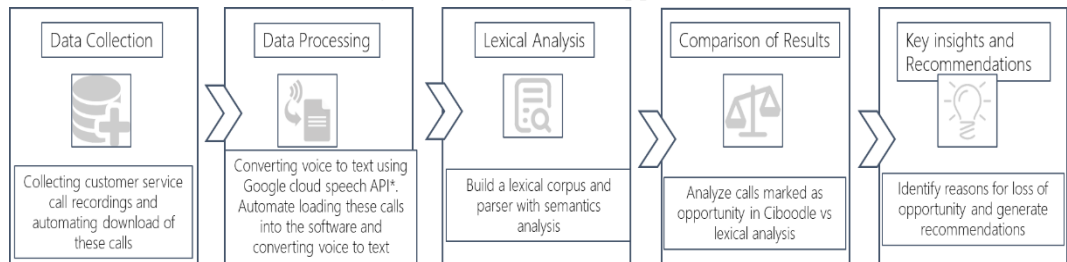 Data Collection
Collecting customer service
call recordings and
automating download of
these calls
Data Processing
Converting voice to text using
Google cloud speech API*.
Automate loading these calls
into the software and
converting voice to text
Lexical Analysis
Build a lexical corpus and
parser with semantics
analysis
Comparison of Results
Analyze calls marked as
opportunity in Ciboodle vs
lexical analysis
Key insights and
Recommendations
Identify reasons for loss of
opportunity and generate
recommendations